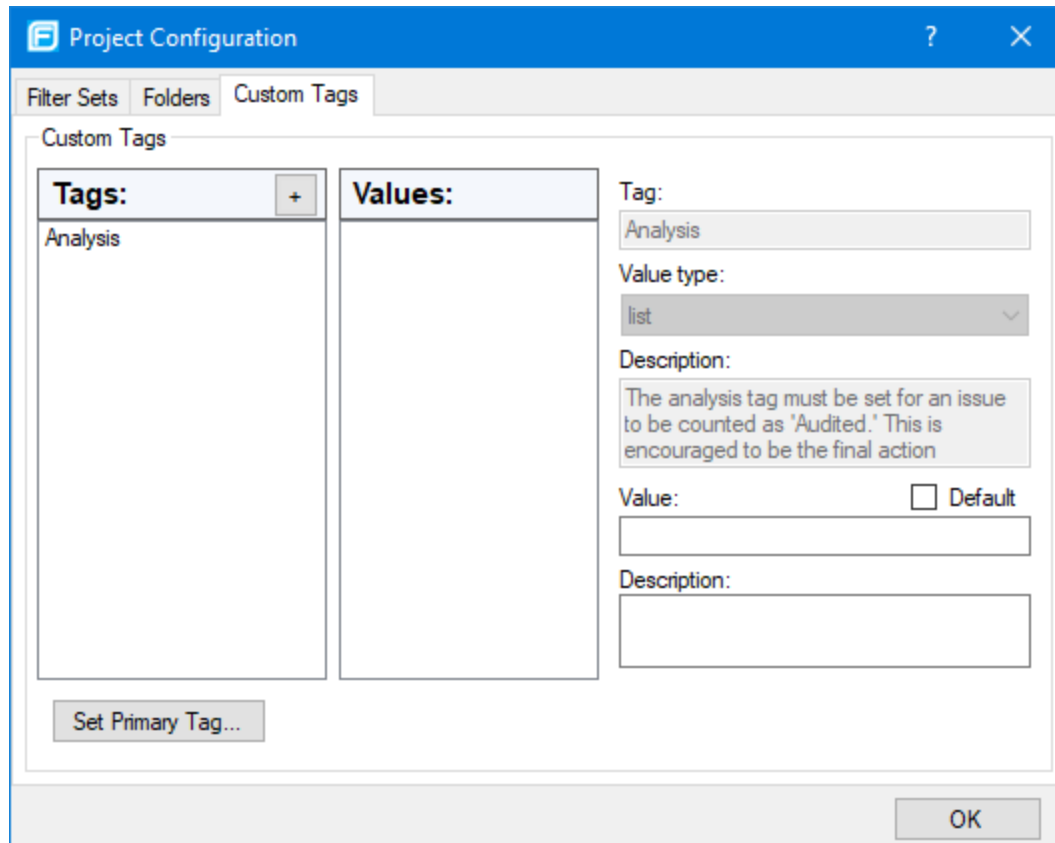 Project Configuration
?
Filter Sets Folders Custom Tags
Custom Tags
Tags: + Values:
Analysis
Tag:
Analysis
Value type:
list
Description:
The analysis tag must be set for an issue
to be counted as 'Audited.' This is
encouraged to be the final action
Value: Default
Description:
Set Primary Tag...
OK